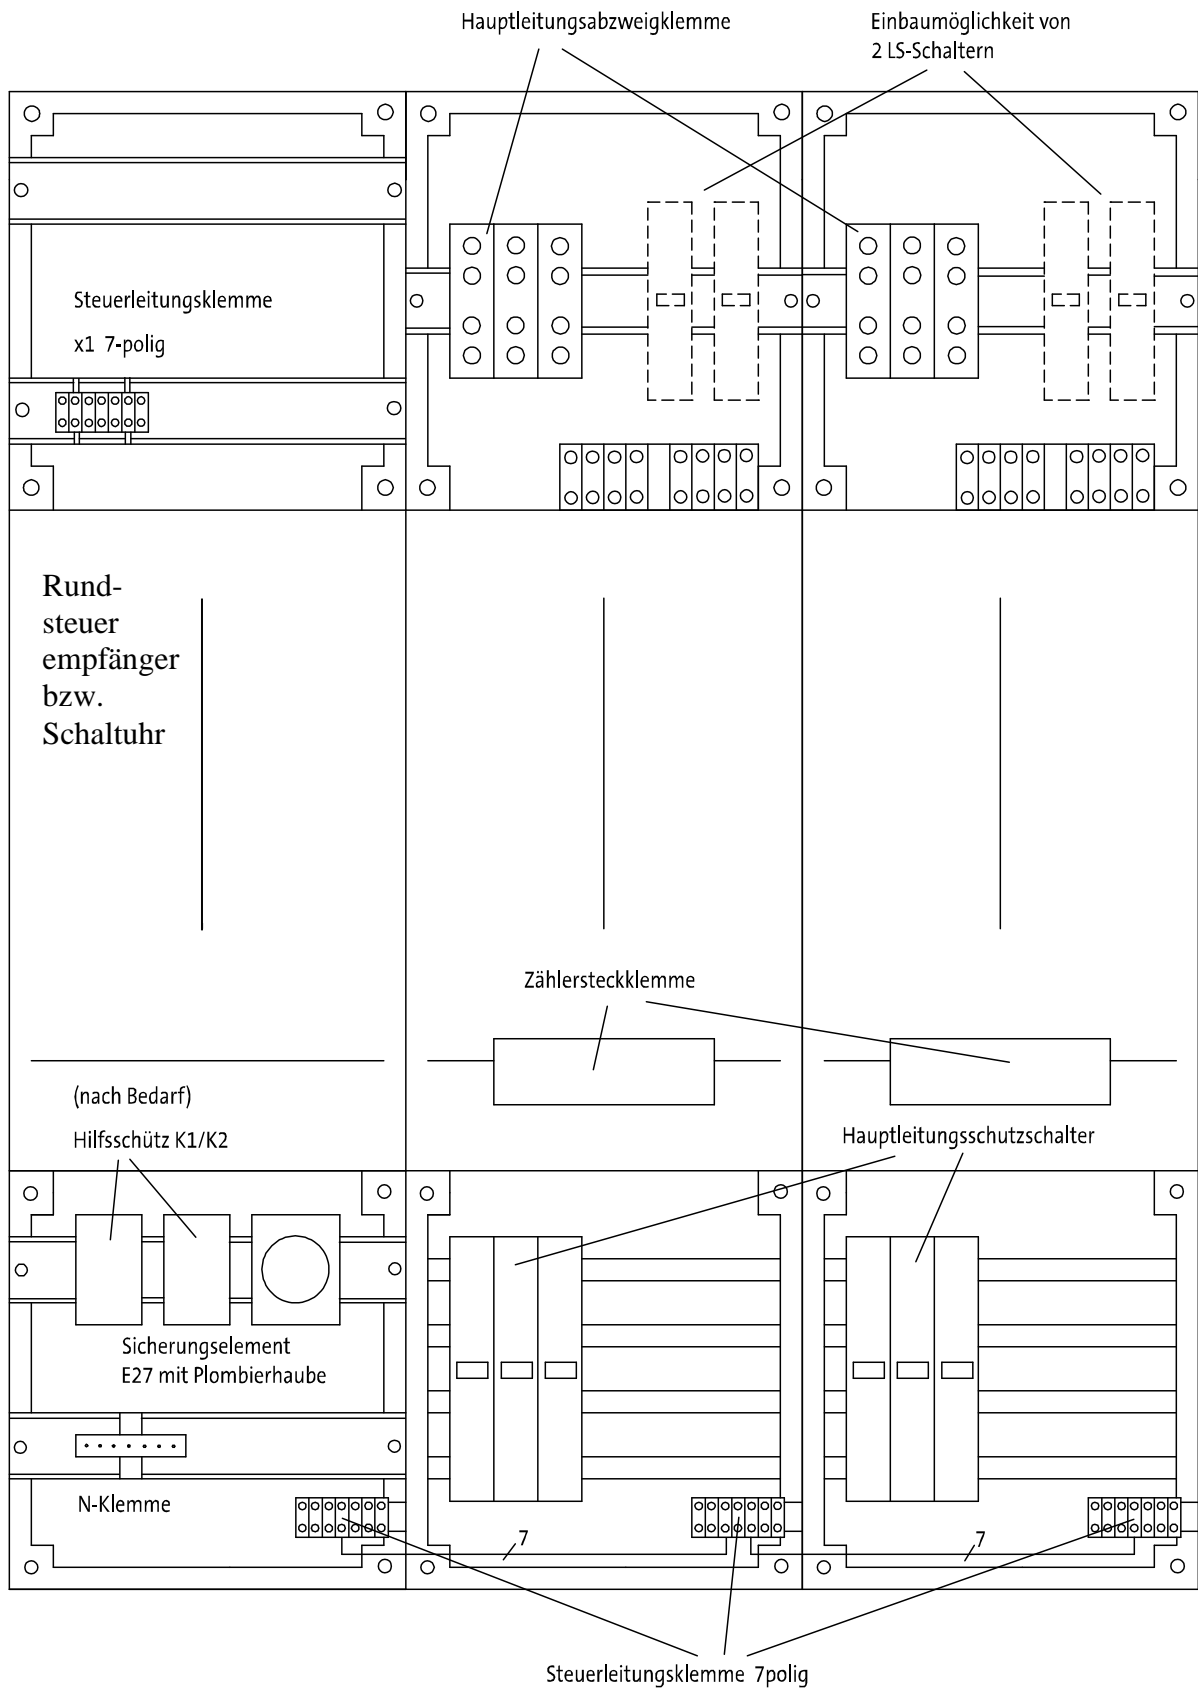 Hauptleitungsabzweigklemme
Einbaumöglichkeit von
2 LS-Schaltern
Steuerleitungsklemme
x1 7-polig
Rund-
steuer
empfänger
bzw.
Schaltuhr
Zählersteckklemme
(nach Bedarf)
Hilfsschütz K1/K2
Hauptleitungsschutzschalter
Sicherungselement
E27 mit Plombierhaube
N-Klemme
7
7
Steuerleitungsklemme 7polig